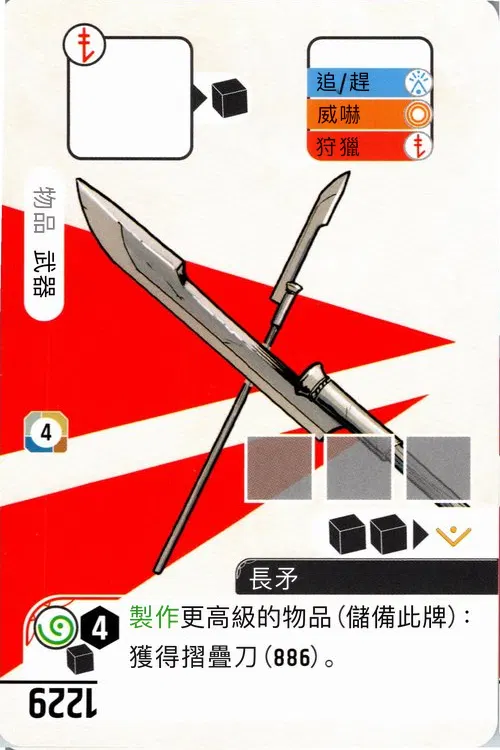 追/趕
威嚇
狩獵
物品 武器
4
長矛
4 製作更高級的物品(儲備此牌):
獲得摺疊刀(886)。
1229